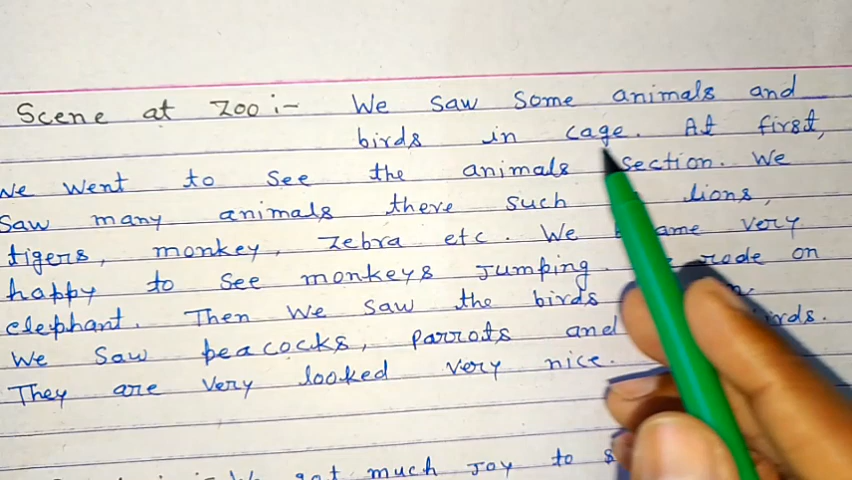 Scene at Zoo :- We saw some animals and
birds in cage. At first,
We went to see the animals section. We
saw many animals there such lions,
tigers, monkey, zebra etc. We very
happy to see monkeys jumping. rode on
elephant. Then We saw the birds
We saw peacocks, parrots and
They are very looked very nice.
got much joy to